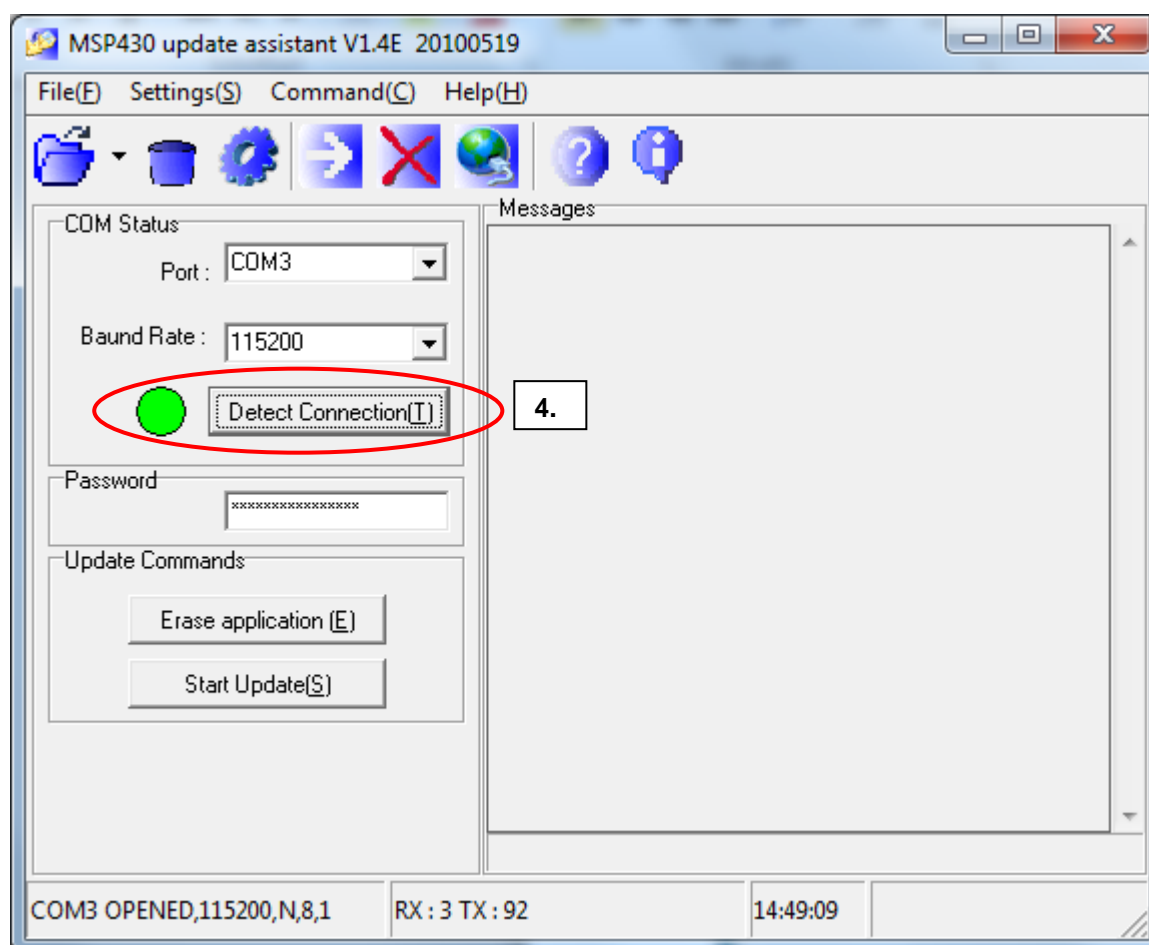 MSP430 update assistant V1.4E 20100519
File(F) Settings(S) Command(C) Help(H)
COM Status
Port : COM3
Baund Rate : 115200
Detect Connection(T)
4.
Password
****************
Update Commands
Erase application (E)
Start Update(S)
Messages
COM3 OPENED,115200,N,8,1 RX : 3 TX : 92 14:49:09